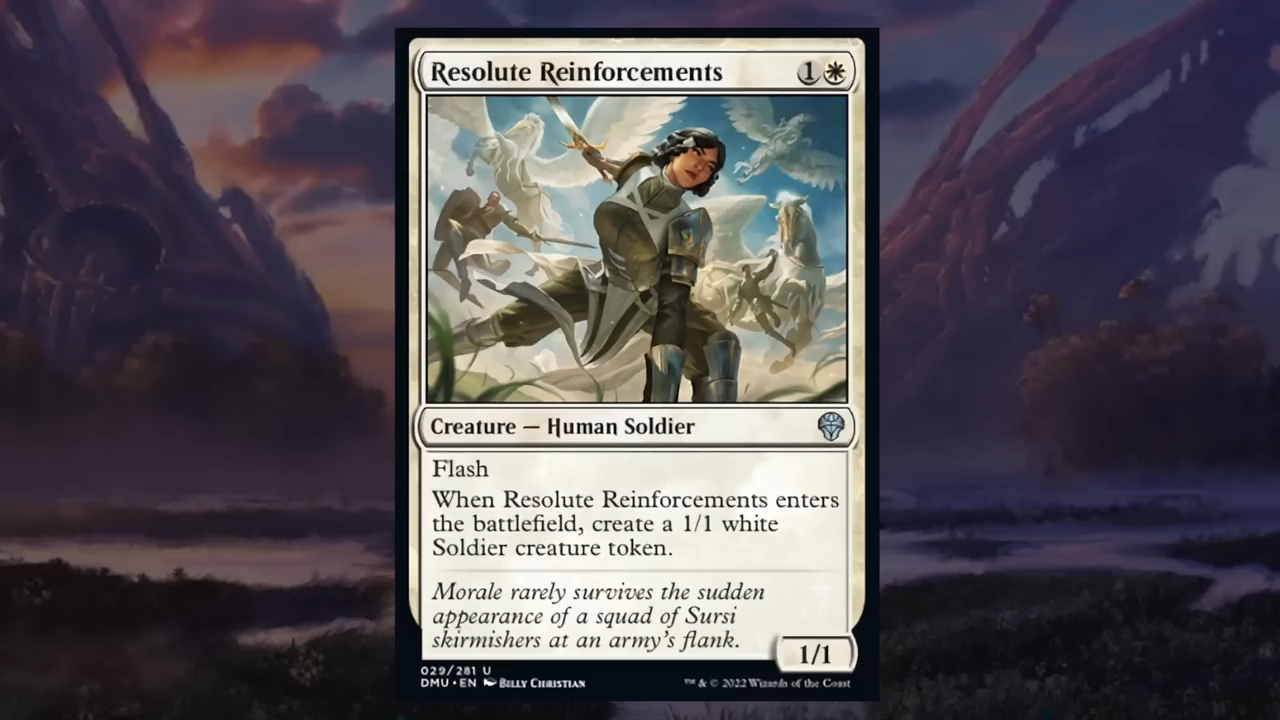 Resolute Reinforcements 1
Creature — Human Soldier
Flash
When Resolute Reinforcements enters
the battlefield, create a 1/1 white
Soldier creature token.
Morale rarely survives the sudden
appearance of a squad of Sursi
skirmishers at an army's flank.
1/1
029/281 U
DMU • EN Billy Christian
™ & © 2022 Wizards of the Coast